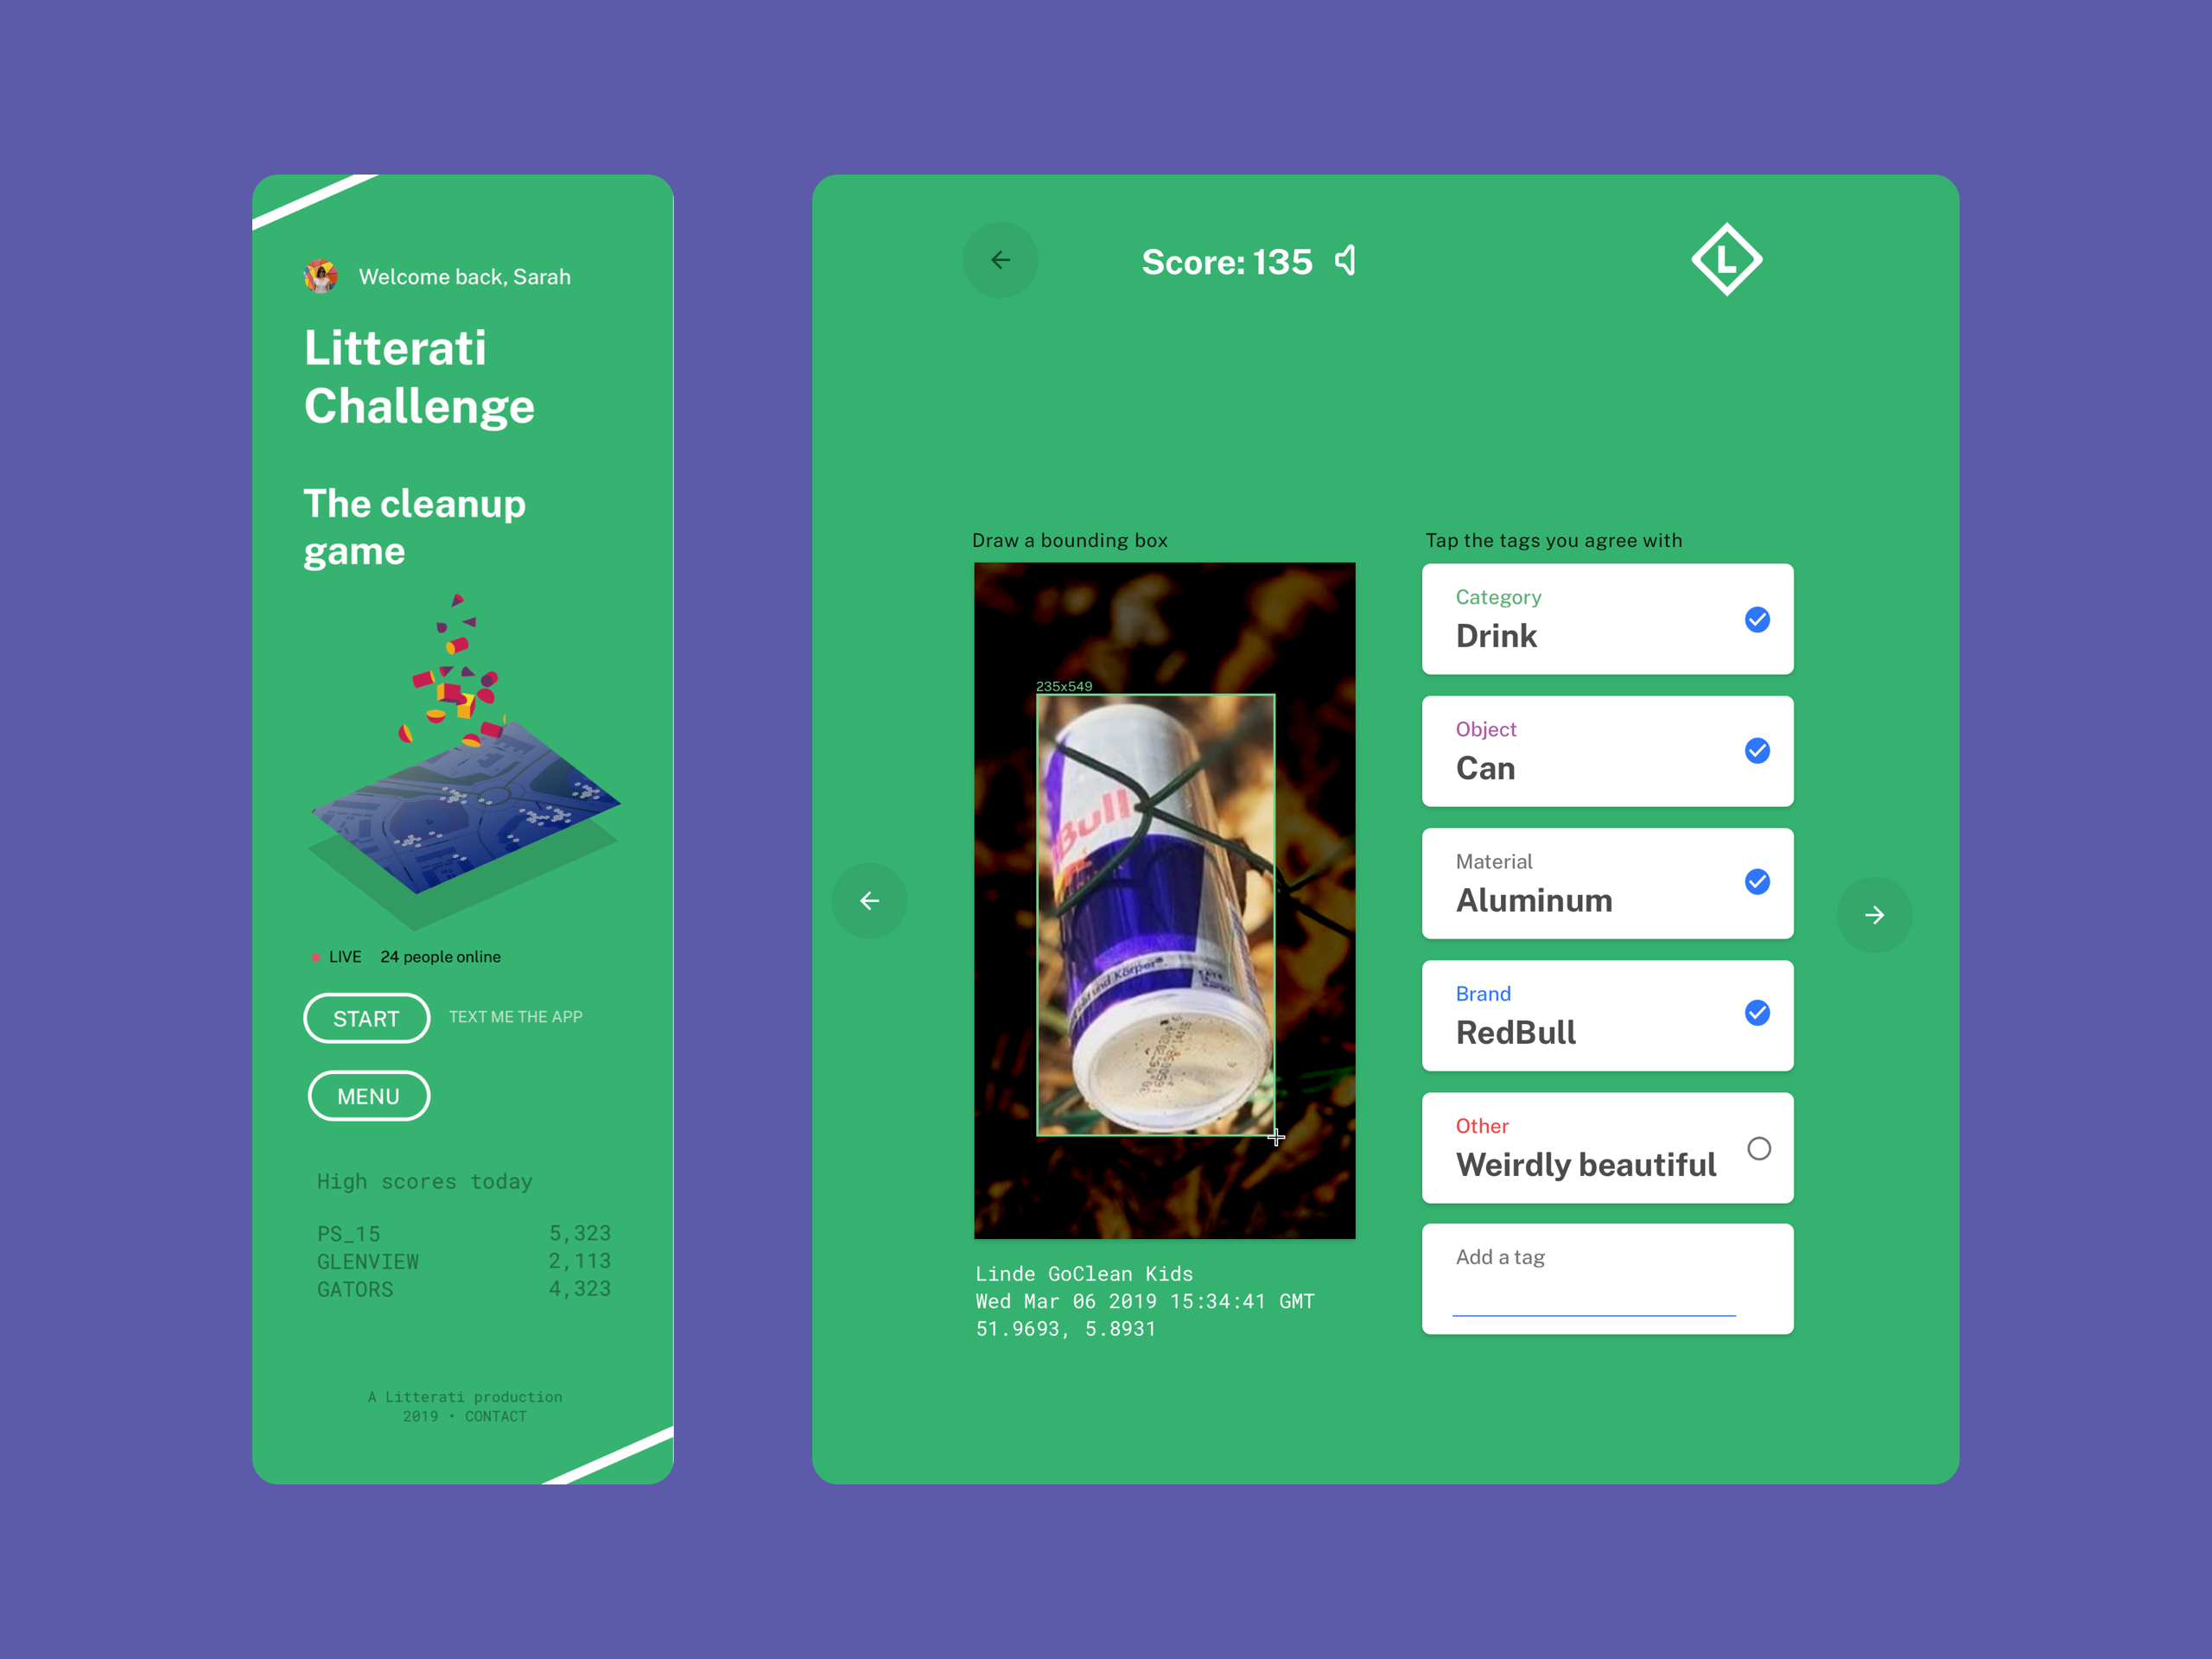 Welcome back, Sarah
Litterati
Challenge
The cleanup
game
LIVE 24 people online
START TEXT ME THE APP
MENU
High scores today
PS_15 5,323
GLENVIEW 2,113
GATORS 4,323
A Litterati production
2019 • CONTACT
Score: 135
L
Draw a bounding box
235x549
Bull
und Körper
Linde GoClean Kids
Wed Mar 06 2019 15:34:41 GMT
51.9693, 5.8931
Tap the tags you agree with
Category
Drink
Object
Can
Material
Aluminum
Brand
RedBull
Other
Weirdly beautiful
Add a tag